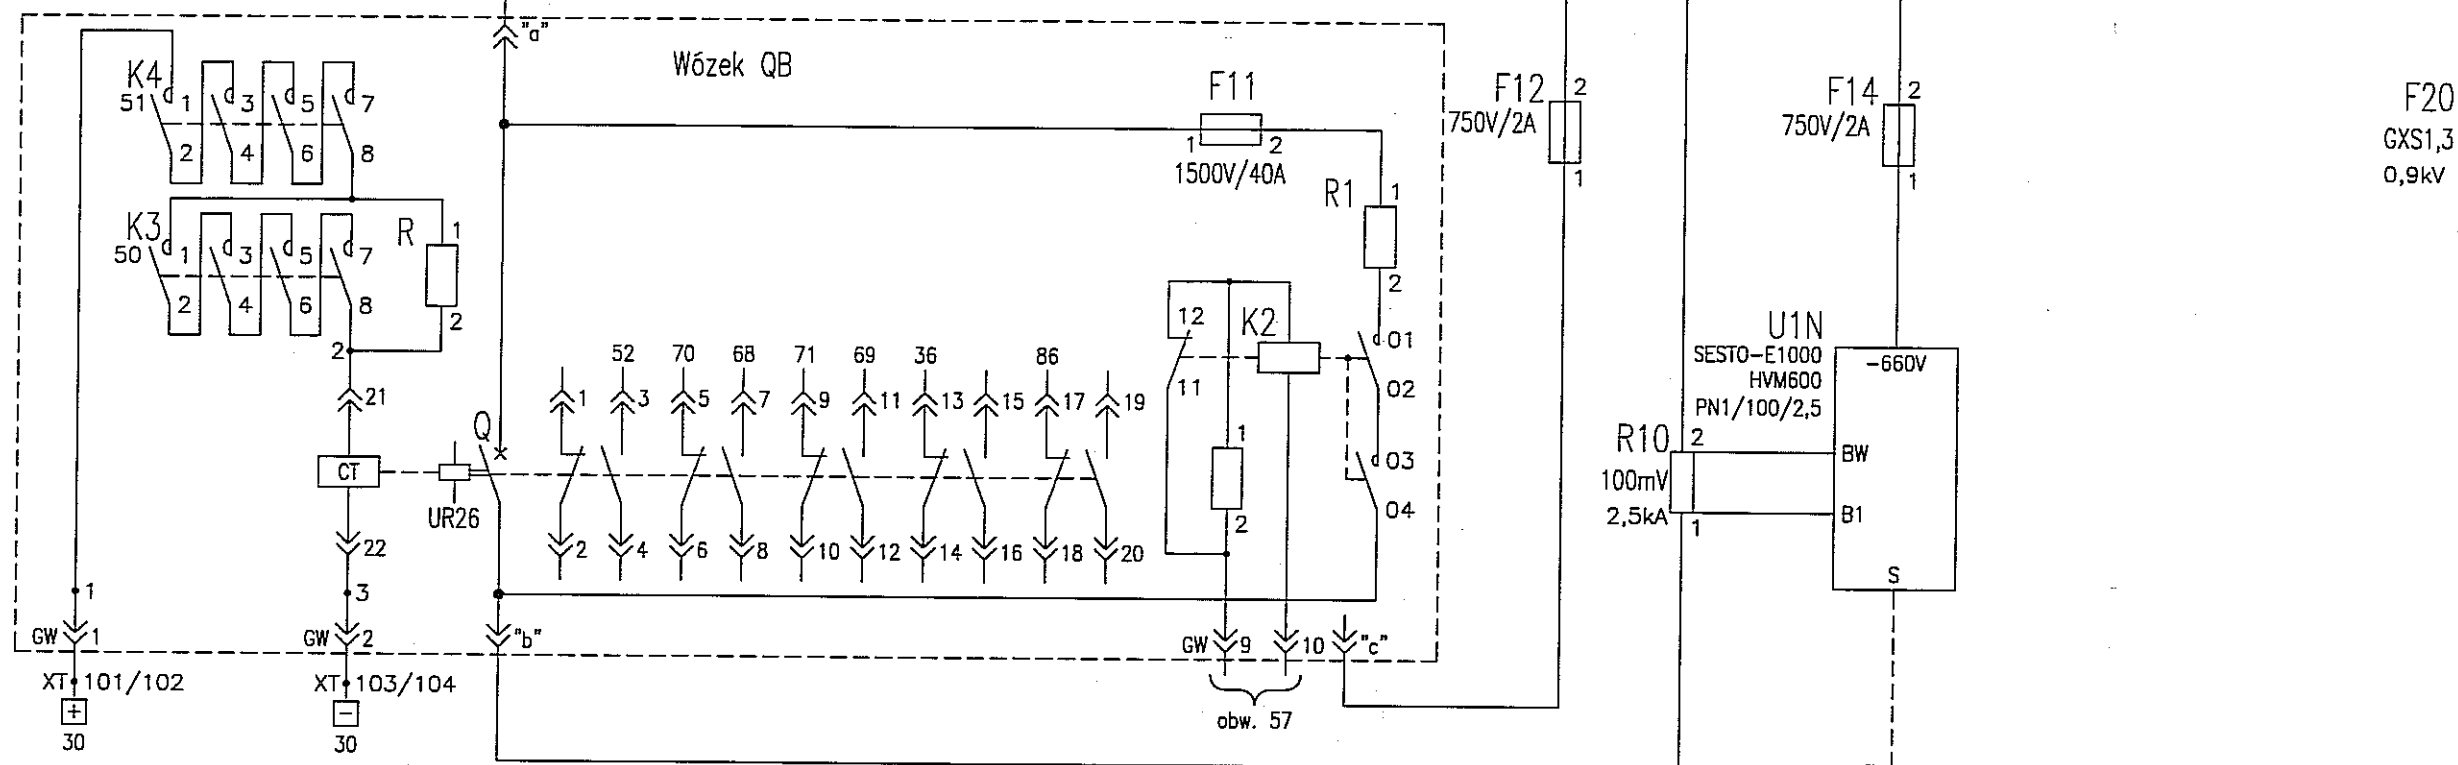 "a"
Wózek QB
K4
51
1 3 5 7
2 4 6 8
K3
50
1 3 5 7
2 4 6 8
R
1
2
2
21
CT
22
3
1
GW 1
GW 2
XT 101/102
XT 103/104
+
−
30
30
Q
UR26
"b"
52 70 68 71 69 36 86
1 3 5 7 9 11 13 15 17 19
2 4 6 8 10 12 14 16 18 20
F11
1 2
1500V/40A
R1
1
2
K2
12
11
1
2
01
02
03
04
GW 9 10 "c"
obw. 57
F12
750V/2A
2
1
F14
750V/2A
2
1
U1N
SESTO-E1000
HVM600
PN1/100/2,5
-660V
BW
B1
S
R10
100mV
2,5kA
2
1
F20
GXS1,3
0,9kV